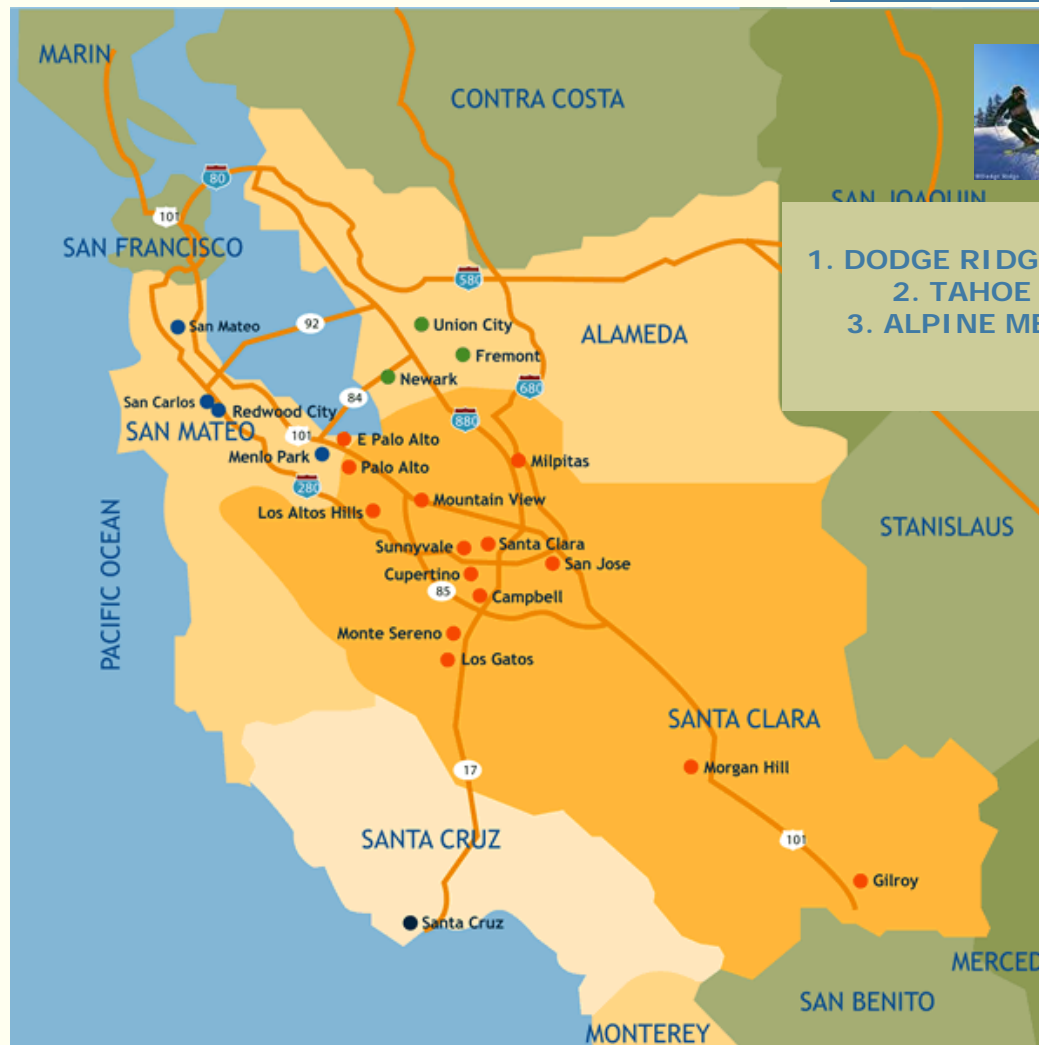 MARIN
CONTRA COSTA
80
SAN JOAQUIN
101
SAN FRANCISCO
1. DODGE RIDG
580
2. TAHOE
92
Union City
San Mateo
3. ALPINE ME
ALAMEDA
Fremont
Newark
680
84
San Carlos
Redwood City
880
SAN MATEO
101
E Palo Alto
Menlo Park
Palo Alto
Milpitas
280
Mountain View
Los Altos Hills
STANISLAUS
PACIFIC OCEAN
Sunnyvale
Santa Clara
San Jose
Cupertino
85
Campbell
Monte Sereno
Los Gatos
SANTA CLARA
17
Morgan Hill
SANTA CRUZ
101
Gilroy
Santa Cruz
MERCED
SAN BENITO
MONTEREY